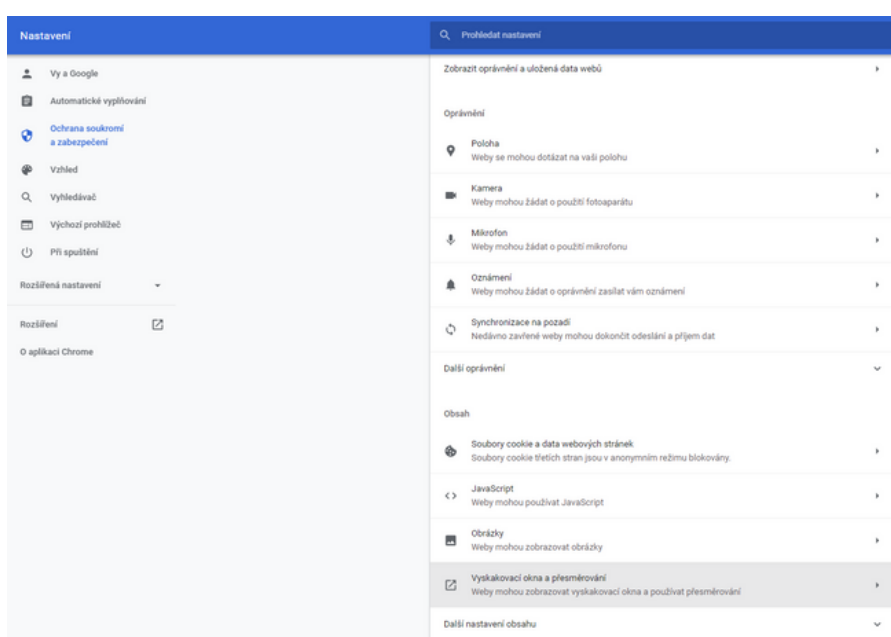 Nastavení
Prohledat nastavení
Vy a Google
Automatické vyplňování
Ochrana soukromí
a zabezpečení
Vzhled
Vyhledávač
Výchozí prohlížeč
Při spuštění
Rozšířená nastavení
Rozšíření
O aplikaci Chrome
Zobrazit oprávnění a uložená data webů
Oprávnění
Poloha
Weby se mohou dotázat na vaši polohu
Kamera
Weby mohou žádat o použití fotoaparátu
Mikrofon
Weby mohou žádat o použití mikrofonu
Oznámení
Weby mohou žádat o oprávnění zasílat vám oznámení
Synchronizace na pozadí
Nedávno zavřené weby mohou dokončit odeslání a příjem dat
Další oprávnění
Obsah
Soubory cookie a data webových stránek
Soubory cookie třetích stran jsou v anonymním režimu blokovány.
JavaScript
Weby mohou používat JavaScript
Obrázky
Weby mohou zobrazovat obrázky
Vyskakovací okna a přesměrování
Weby mohou zobrazovat vyskakovací okna a používat přesměrování
Další nastavení obsahu